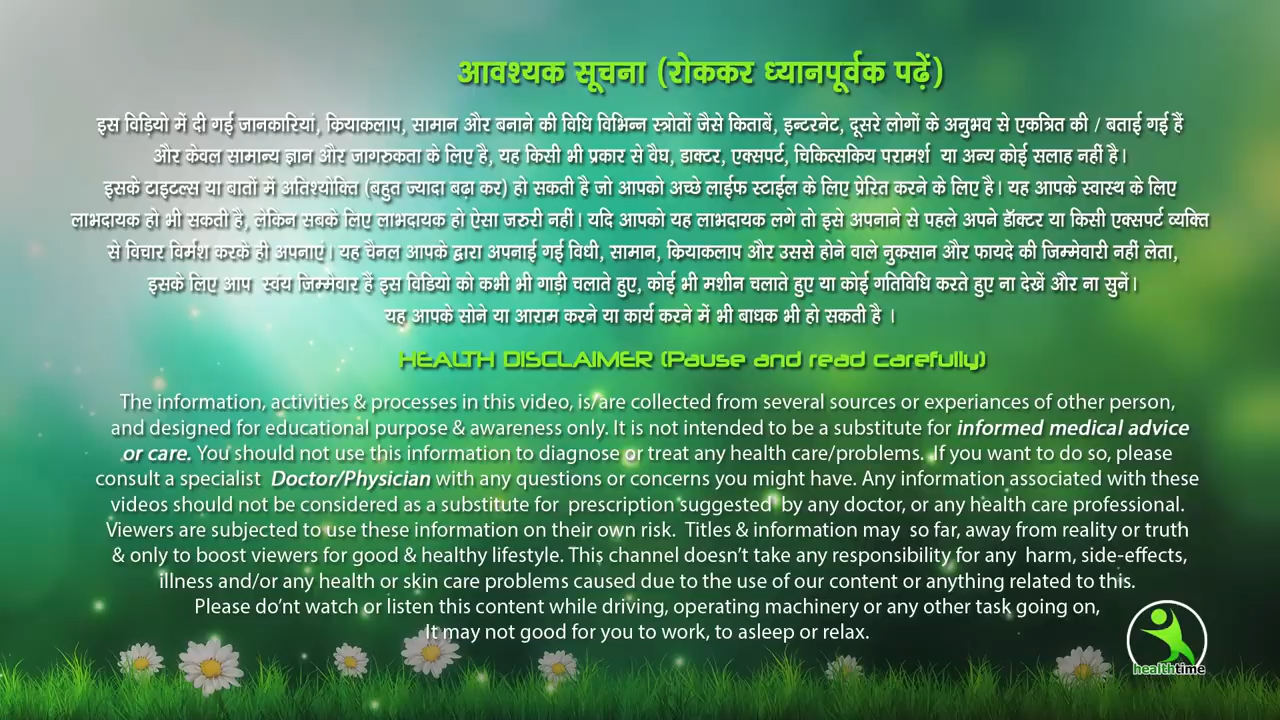 आवश्यक सूचना (रोककर ध्यानपूर्वक पढ़ें)
इस विड़ियो में दी गई जानकारियां, क्रियाकलाप, सामान और बनाने की विधि विभिन्न स्त्रोतों जैसे किताबें, इन्टरनेट, दूसरे लोगों के अनुभव से एकत्रित की / बताई गई हैं
और केवल सामान्य ज्ञान और जागरुकता के लिए है, यह किसी भी प्रकार से वैघ, डाक्टर, एक्सपर्ट, चिकित्सकिय परामर्श या अन्य कोई सलाह नहीं है।
इसके टाइटल्स या बातों में अतिश्योक्ति (बहुत ज्यादा बढ़ा कर) हो सकती है जो आपको अच्छे लाईफ स्टाईल के लिए प्रेरित करने के लिए है। यह आपके स्वास्थ के लिए
लाभदायक हो भी सकती है, लेकिन सबके लिए लाभदायक हो ऐसा जरुरी नहीं। यदि आपको यह लाभदायक लगे तो इसे अपनाने से पहले अपने डॉक्टर या किसी एक्सपर्ट व्यक्ति
से विचार विर्मश करके ही अपनाएं। यह चैनल आपके द्वारा अपनाई गई विधी, सामान, क्रियाकलाप और उससे होने वाले नुकसान और फायदे की जिम्मेवारी नहीं लेता,
इसके लिए आप स्वंय जिम्मेवार हैं इस विडियो को कभी भी गाड़ी चलाते हुए, कोई भी मशीन चलाते हुए या कोई गतिविधि करते हुए ना देखें और ना सुनें।
यह आपके सोने या आराम करने या कार्य करने में भी बाधक भी हो सकती है ।
HEALTH DISCLAIMER (Pause and read carefully)
The information, activities & processes in this video, is/are collected from several sources or experiances of other person,
and designed for educational purpose & awareness only. It is not intended to be a substitute for informed medical advice
or care. You should not use this information to diagnose or treat any health care/problems. If you want to do so, please
consult a specialist Doctor/Physician with any questions or concerns you might have. Any information associated with these
videos should not be considered as a substitute for prescription suggested by any doctor, or any health care professional.
Viewers are subjected to use these information on their own risk. Titles & information may so far, away from reality or truth
& only to boost viewers for good & healthy lifestyle. This channel doesn't take any responsibility for any harm, side-effects,
illness and/or any health or skin care problems caused due to the use of our content or anything related to this.
Please do'nt watch or listen this content while driving, operating machinery or any other task going on,
It may not good for you to work, to asleep or relax.
healthtime